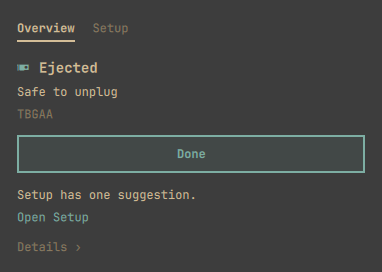 Overview Setup
Ejected
Safe to unplug
TBGAA
Done
Setup has one suggestion.
Open Setup
Details ›